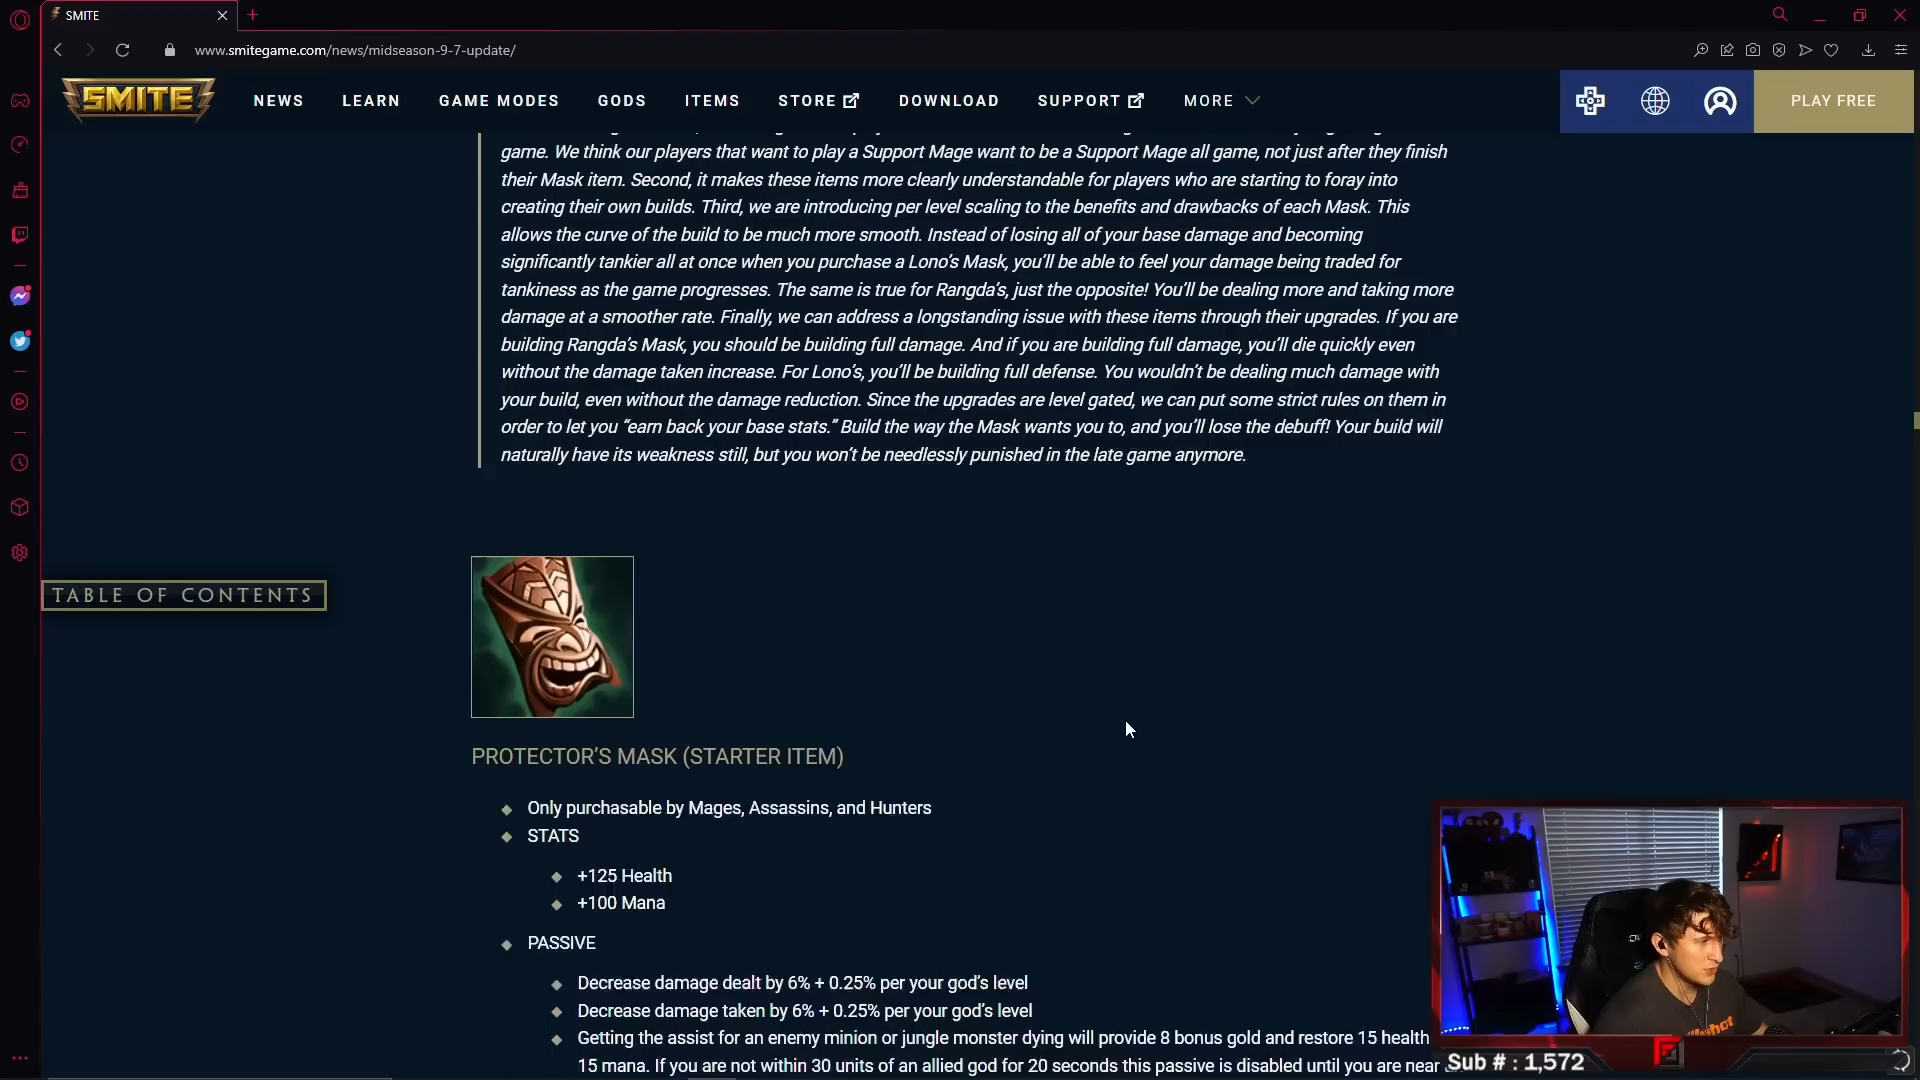 SMITE
www.smitegame.com/news/midseason-9-7-update/
SMITE
NEWS
LEARN
GAME MODES
GODS
ITEMS
STORE
DOWNLOAD
SUPPORT
MORE
PLAY FREE
game. We think our players that want to play a Support Mage want to be a Support Mage all game, not just after they finish
their Mask item. Second, it makes these items more clearly understandable for players who are starting to foray into
creating their own builds. Third, we are introducing per level scaling to the benefits and drawbacks of each Mask. This
allows the curve of the build to be much more smooth. Instead of losing all of your base damage and becoming
significantly tankier all at once when you purchase a Lono's Mask, you'll be able to feel your damage being traded for
tankiness as the game progresses. The same is true for Rangda's, just the opposite! You'll be dealing more and taking more
damage at a smoother rate. Finally, we can address a longstanding issue with these items through their upgrades. If you are
building Rangda's Mask, you should be building full damage. And if you are building full damage, you'll die quickly even
without the damage taken increase. For Lono's, you'll be building full defense. You wouldn't be dealing much damage with
your build, even without the damage reduction. Since the upgrades are level gated, we can put some strict rules on them in
order to let you “earn back your base stats.” Build the way the Mask wants you to, and you'll lose the debuff! Your build will
naturally have its weakness still, but you won't be needlessly punished in the late game anymore.
TABLE OF CONTENTS
PROTECTOR'S MASK (STARTER ITEM)
Only purchasable by Mages, Assassins, and Hunters
STATS
+125 Health
+100 Mana
PASSIVE
Decrease damage dealt by 6% + 0.25% per your god's level
Decrease damage taken by 6% + 0.25% per your god's level
Getting the assist for an enemy minion or jungle monster dying will provide 8 bonus gold and restore 15 health
15 mana. If you are not within 30 units of an allied god for 20 seconds this passive is disabled until you are near
Sub # : 1,572